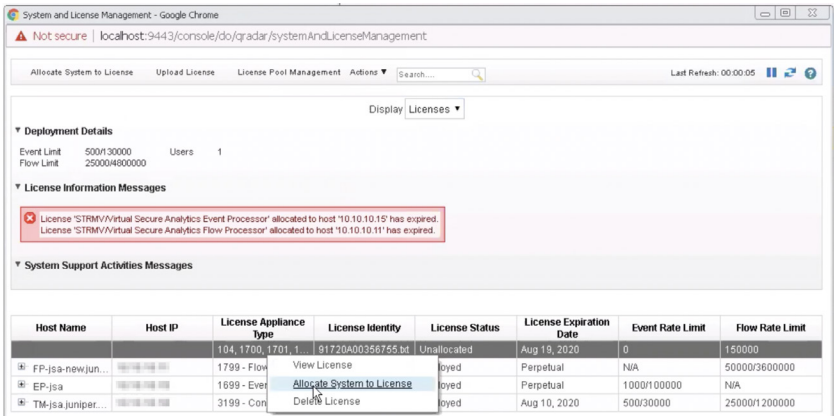 System and License Management - Google Chrome
Not secure | localhost:9443/console/do/qradar/systemAndLicenseManagement
Allocate System to License Upload License License Pool Management Actions ▼ Search.... Last Refresh: 00:00:05
Display Licenses ▼
▼ Deployment Details
Event Limit 500/130000 Users 1
Flow Limit 25000/4800000
▼ License Information Messages
License 'STRMV/Virtual Secure Analytics Event Processor' allocated to host '10.10.10.15' has expired.
License 'STRMV/Virtual Secure Analytics Flow Processor' allocated to host '10.10.10.11' has expired.
▼ System Support Activities Messages
Host Name Host IP License Appliance Type License Identity License Status License Expiration Date Event Rate Limit Flow Rate Limit
104, 1700, 1701, 1... 91720A00356755.txt Unallocated Aug 19, 2020 0 150000
FP-jsa-new.jun... 1799 - Flow View License loyed Perpetual N/A 50000/3600000
EP-jsa 1699 - Ever Allocate System to License loyed Perpetual 1000/100000 N/A
TM-jsa.juniper.... 3199 - Con Delete License loyed Aug 10, 2020 500/30000 25000/1200000